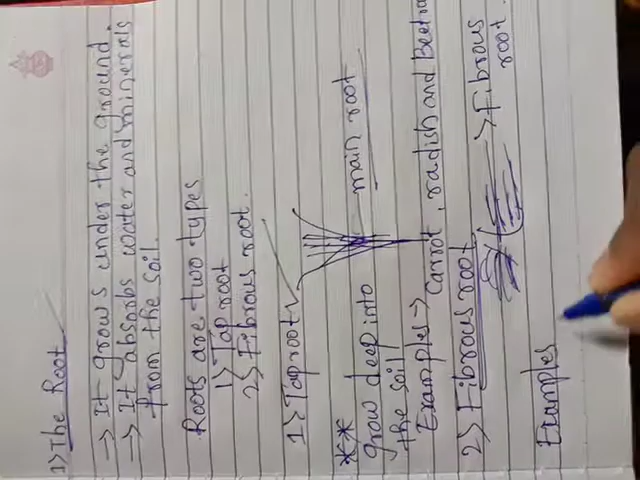 1> The Root
→ It grows under the ground.
→ It absorbs water and minerals
from the soil.
Roots are two types
1> Tap root
2> Fibrous root.
1> Taproot
** main root
grow deep into
the soil
Examples → Carrot, radish and Beetro
2> Fibrous root → Fibrous
root.
Examples